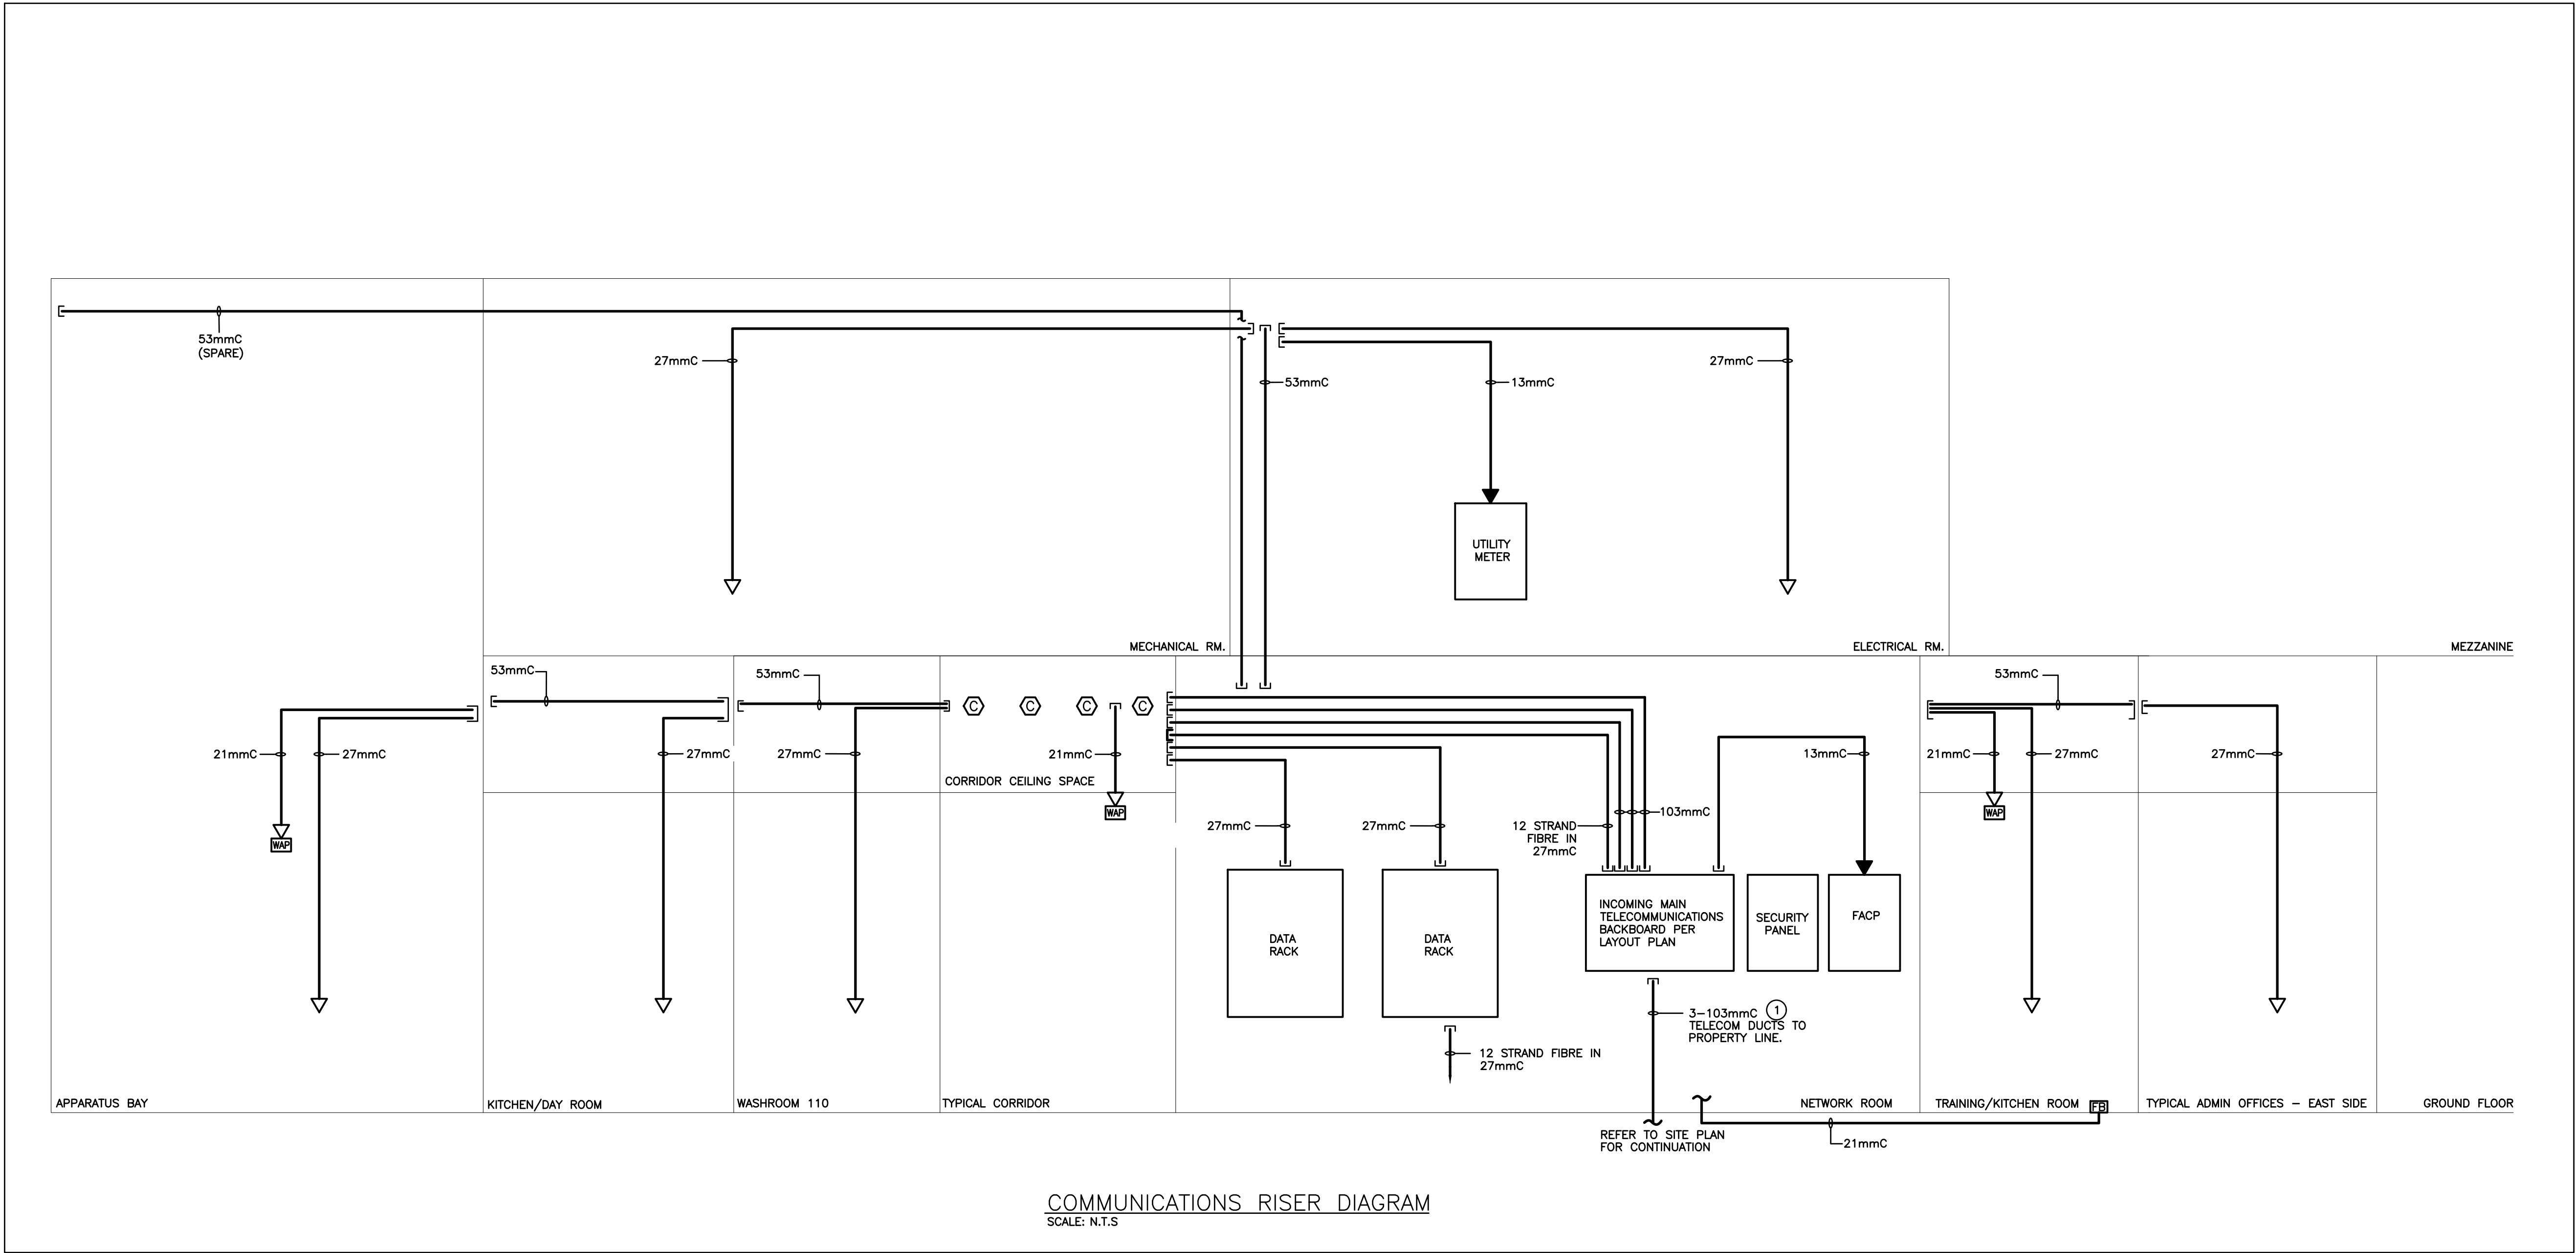 53mmC
(SPARE)
27mmC
53mmC
13mmC
27mmC
UTILITY
METER
MECHANICAL RM.
ELECTRICAL RM.
MEZZANINE
53mmC
53mmC
53mmC
C
C
C
C
21mmC
27mmC
27mmC
27mmC
21mmC
13mmC
21mmC
27mmC
27mmC
CORRIDOR CEILING SPACE
WAP
WAP
WAP
27mmC
27mmC
12 STRAND
FIBRE IN
27mmC
103mmC
DATA
RACK
DATA
RACK
INCOMING MAIN
TELECOMMUNICATIONS
BACKBOARD PER
LAYOUT PLAN
SECURITY
PANEL
FACP
3-103mmC 1
TELECOM DUCTS TO
PROPERTY LINE.
12 STRAND FIBRE IN
27mmC
APPARATUS BAY
KITCHEN/DAY ROOM
WASHROOM 110
TYPICAL CORRIDOR
NETWORK ROOM
TRAINING/KITCHEN ROOM
FB
TYPICAL ADMIN OFFICES - EAST SIDE
GROUND FLOOR
REFER TO SITE PLAN
FOR CONTINUATION
21mmC
COMMUNICATIONS RISER DIAGRAM
SCALE: N.T.S